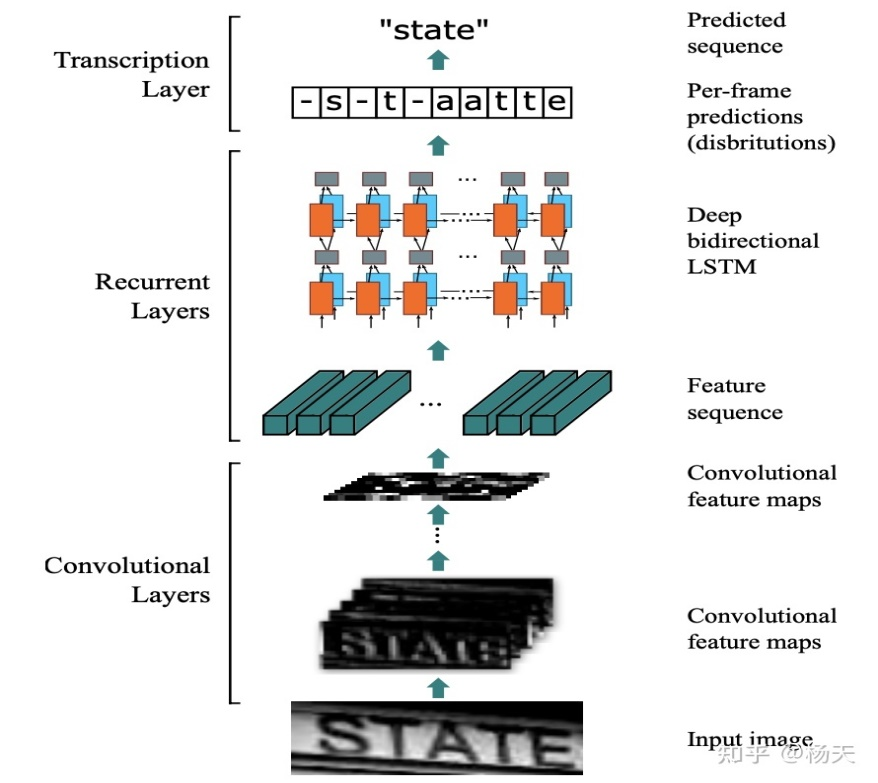 "state"
Predicted
sequence
Transcription
Layer
-s-t-aatte
Per-frame
predictions
(disbritutions)
Recurrent
Layers
Deep
bidirectional
LSTM
...
Feature
sequence
Convolutional
Layers
Convolutional
feature maps
STATE
Convolutional
feature maps
STATE
Input image
知乎 @杨天